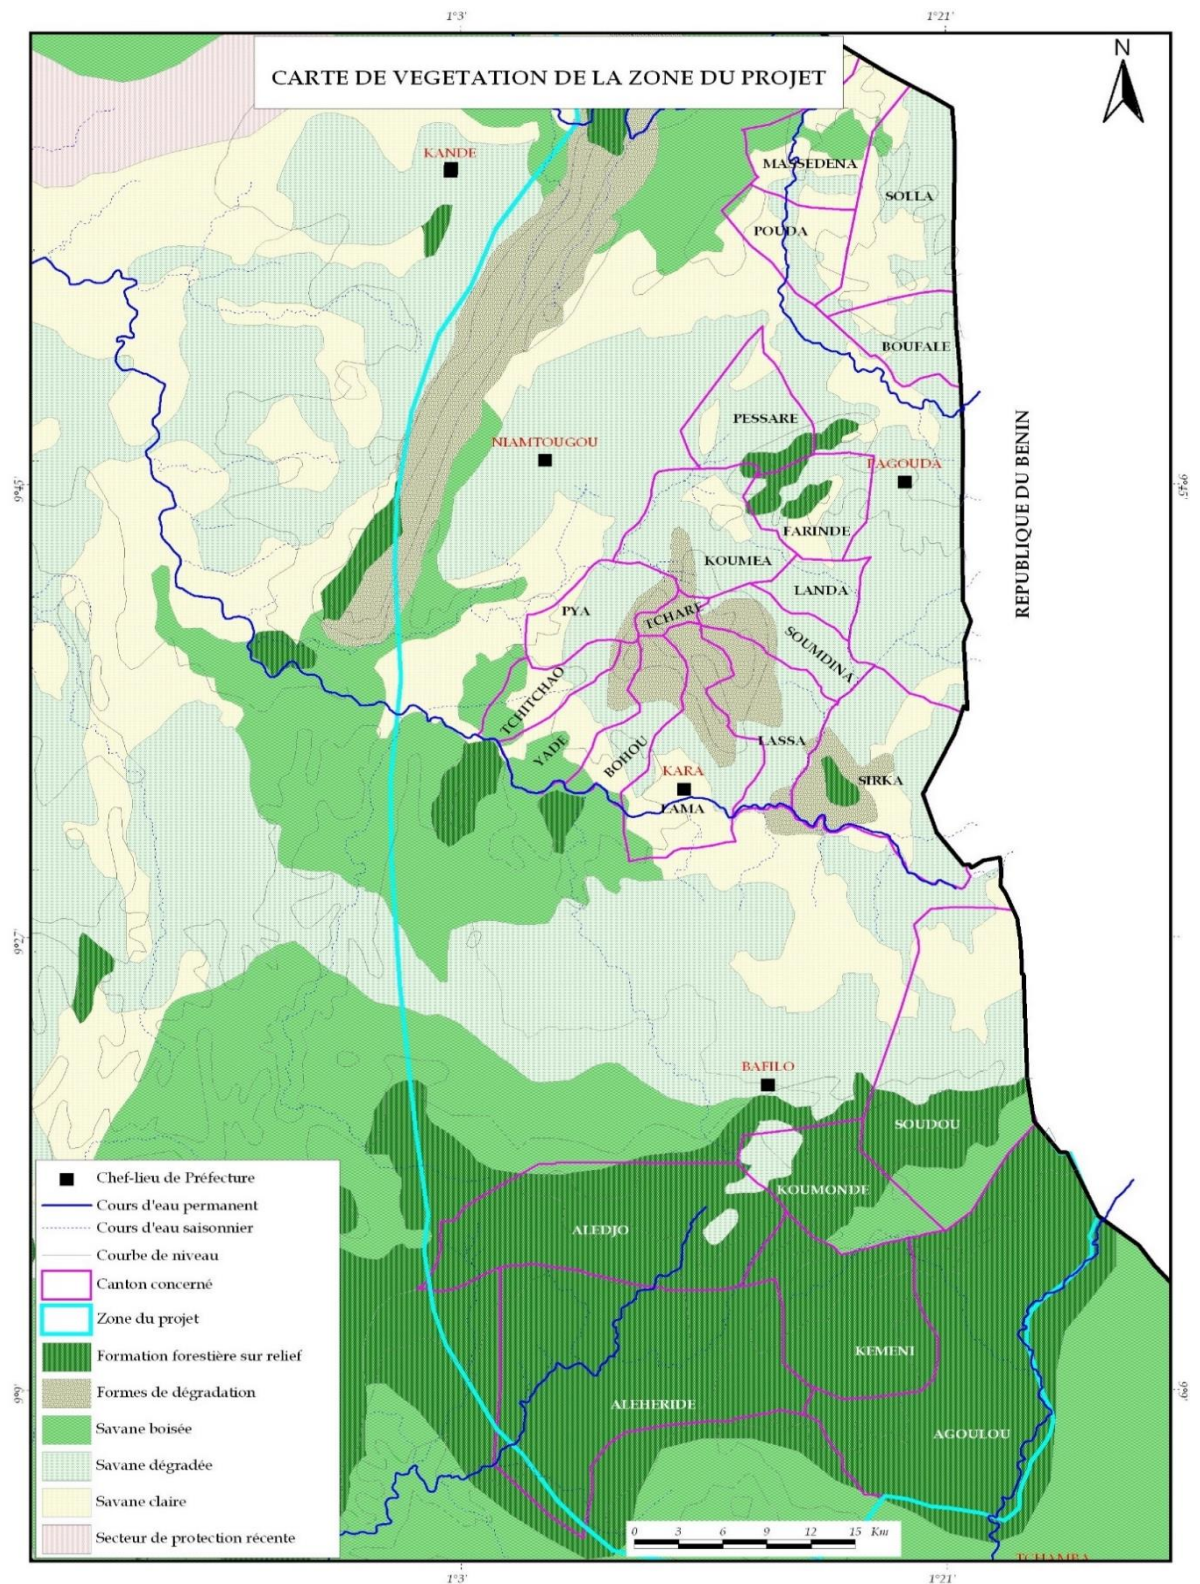 1°3'
1°21'
CARTE DE VEGETATION DE LA ZONE DU PROJET
N
KANDE
MASSEDENA
SOLLA
POUDA
BOUFALE
PESSARE
NIAMTOUGOU
PAGOUDA
9°45'
FARINDE
REPUBLIQUE DU BENIN
KOUMEA
LANDA
PYA
TCHARE
SOUMDINA
TCHITCHAO
YADE
BOHOU
LASSA
KARA
SIRKA
LAMA
9°27'
BAFILO
SOUDOU
KOUMONDE
ALEDJO
KEMENI
ALEHERIDE
AGOULOU
9°9'
Chef-lieu de Préfecture
Cours d'eau permanent
Cours d'eau saisonnier
Courbe de niveau
Canton concerné
Zone du projet
Formation forestière sur relief
Formes de dégradation
Savane boisée
Savane dégradée
Savane claire
Secteur de protection récente
0 3 6 9 12 15 Km
TCHAMBA
1°3'
1°21'